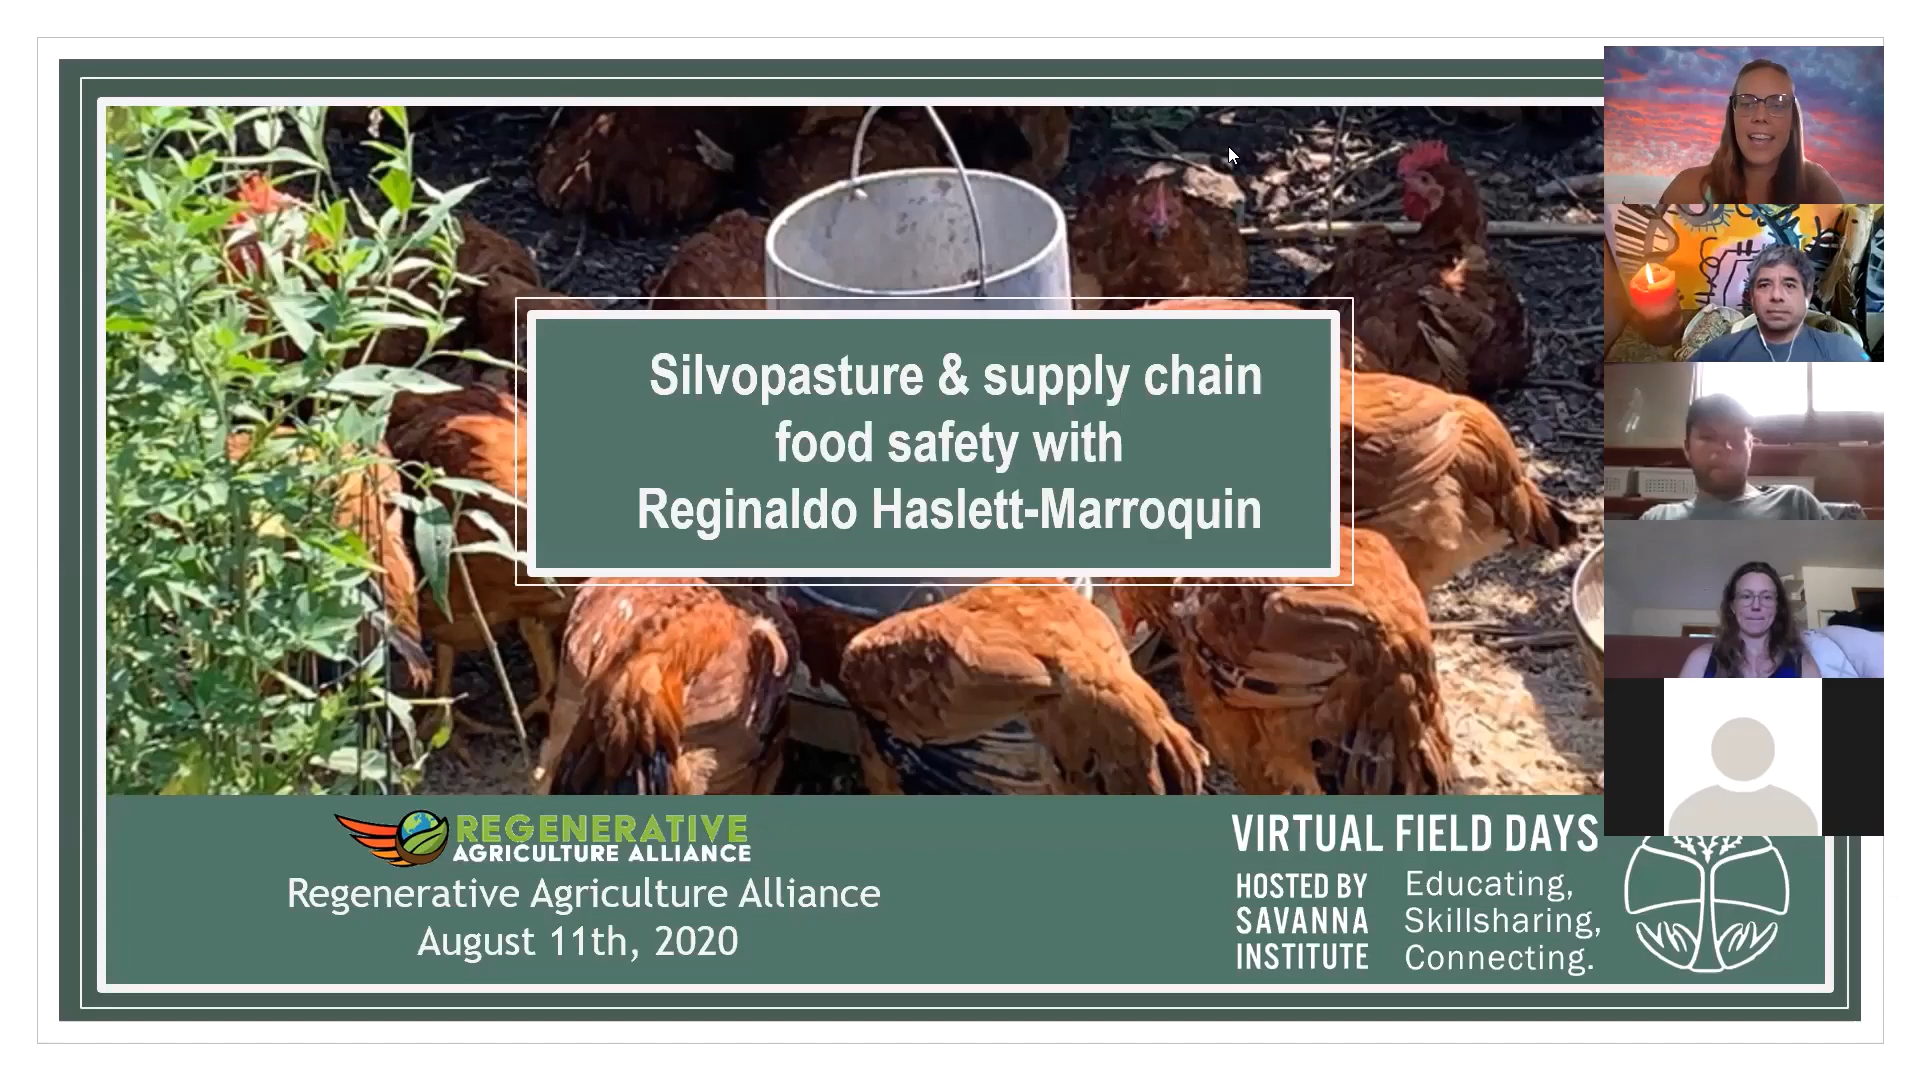 Silvopasture & supply chain
food safety with
Reginaldo Haslett-Marroquin
REGENERATIVE
AGRICULTURE ALLIANCE
Regenerative Agriculture Alliance
August 11th, 2020
VIRTUAL FIELD DAYS
HOSTED BY
SAVANNA
INSTITUTE
Educating,
Skillsharing,
Connecting.